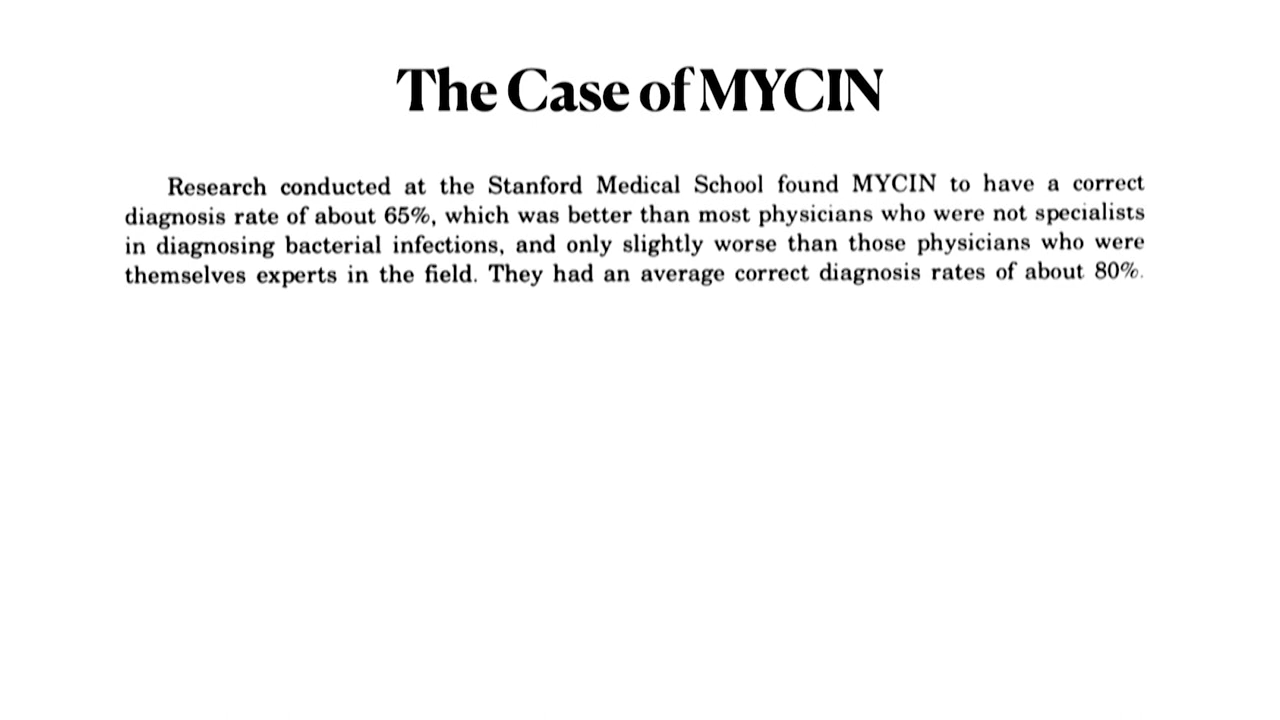 The Case of MYCIN
Research conducted at the Stanford Medical School found MYCIN to have a correct
diagnosis rate of about 65%, which was better than most physicians who were not specialists
in diagnosing bacterial infections, and only slightly worse than those physicians who were
themselves experts in the field. They had an average correct diagnosis rates of about 80%.